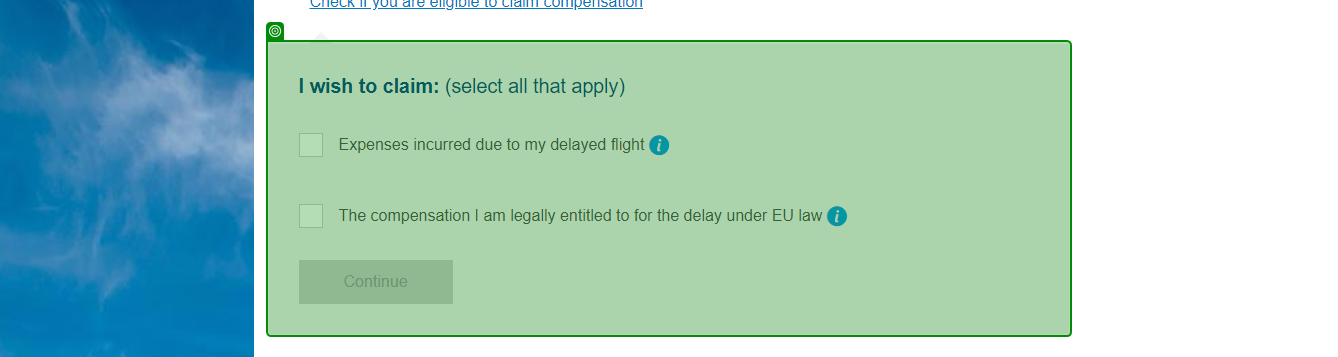 Check if you are eligible to claim compensation
I wish to claim: (select all that apply)
Expenses incurred due to my delayed flight i
The compensation I am legally entitled to for the delay under EU law i
Continue